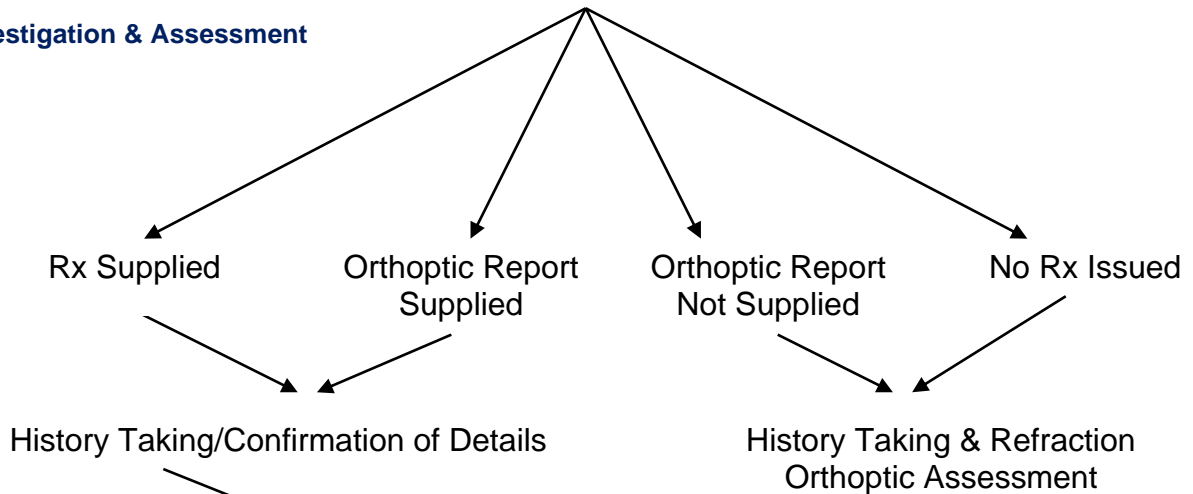 estigation & Assessment
Rx Supplied
Orthoptic Report
Supplied
Orthoptic Report
Not Supplied
No Rx Issued
History Taking/Confirmation of Details
History Taking & Refraction
Orthoptic Assessment